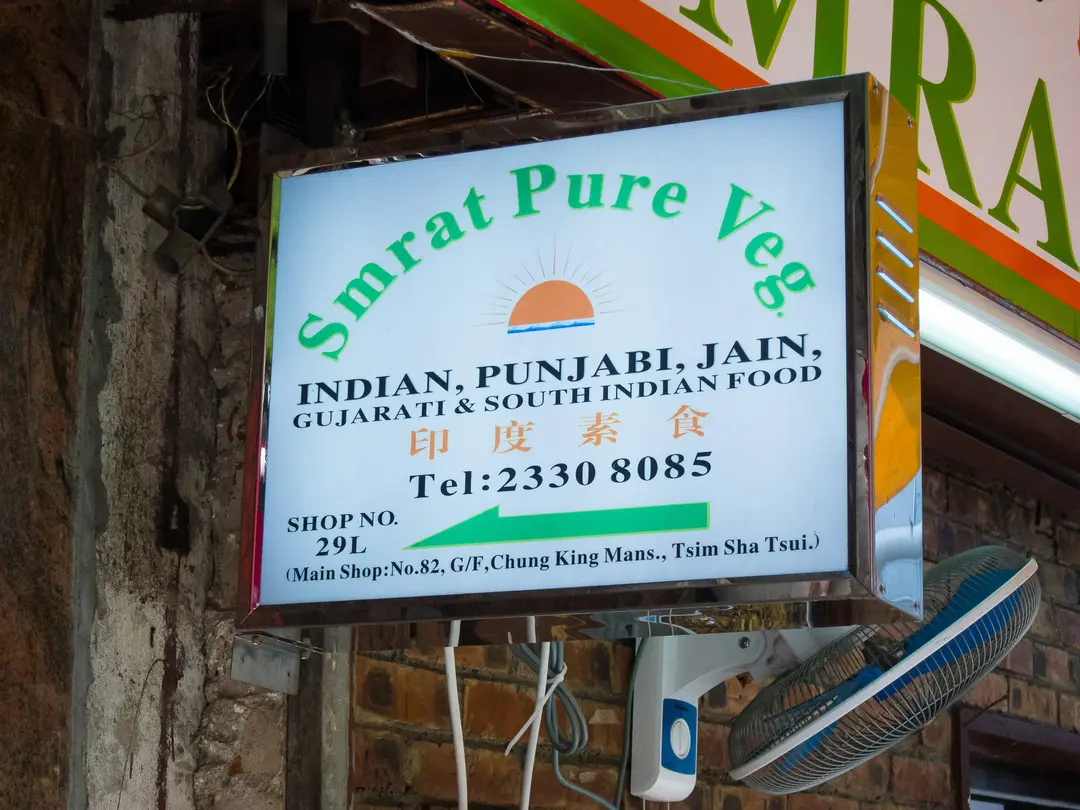 MRA
Smrat Pure Veg.
INDIAN, PUNJABI, JAIN,
GUJARATI & SOUTH INDIAN FOOD
印度素食
Tel:2330 8085
SHOP NO.
29L
(Main Shop:No.82, G/F,Chung King Mans., Tsim Sha Tsui.)